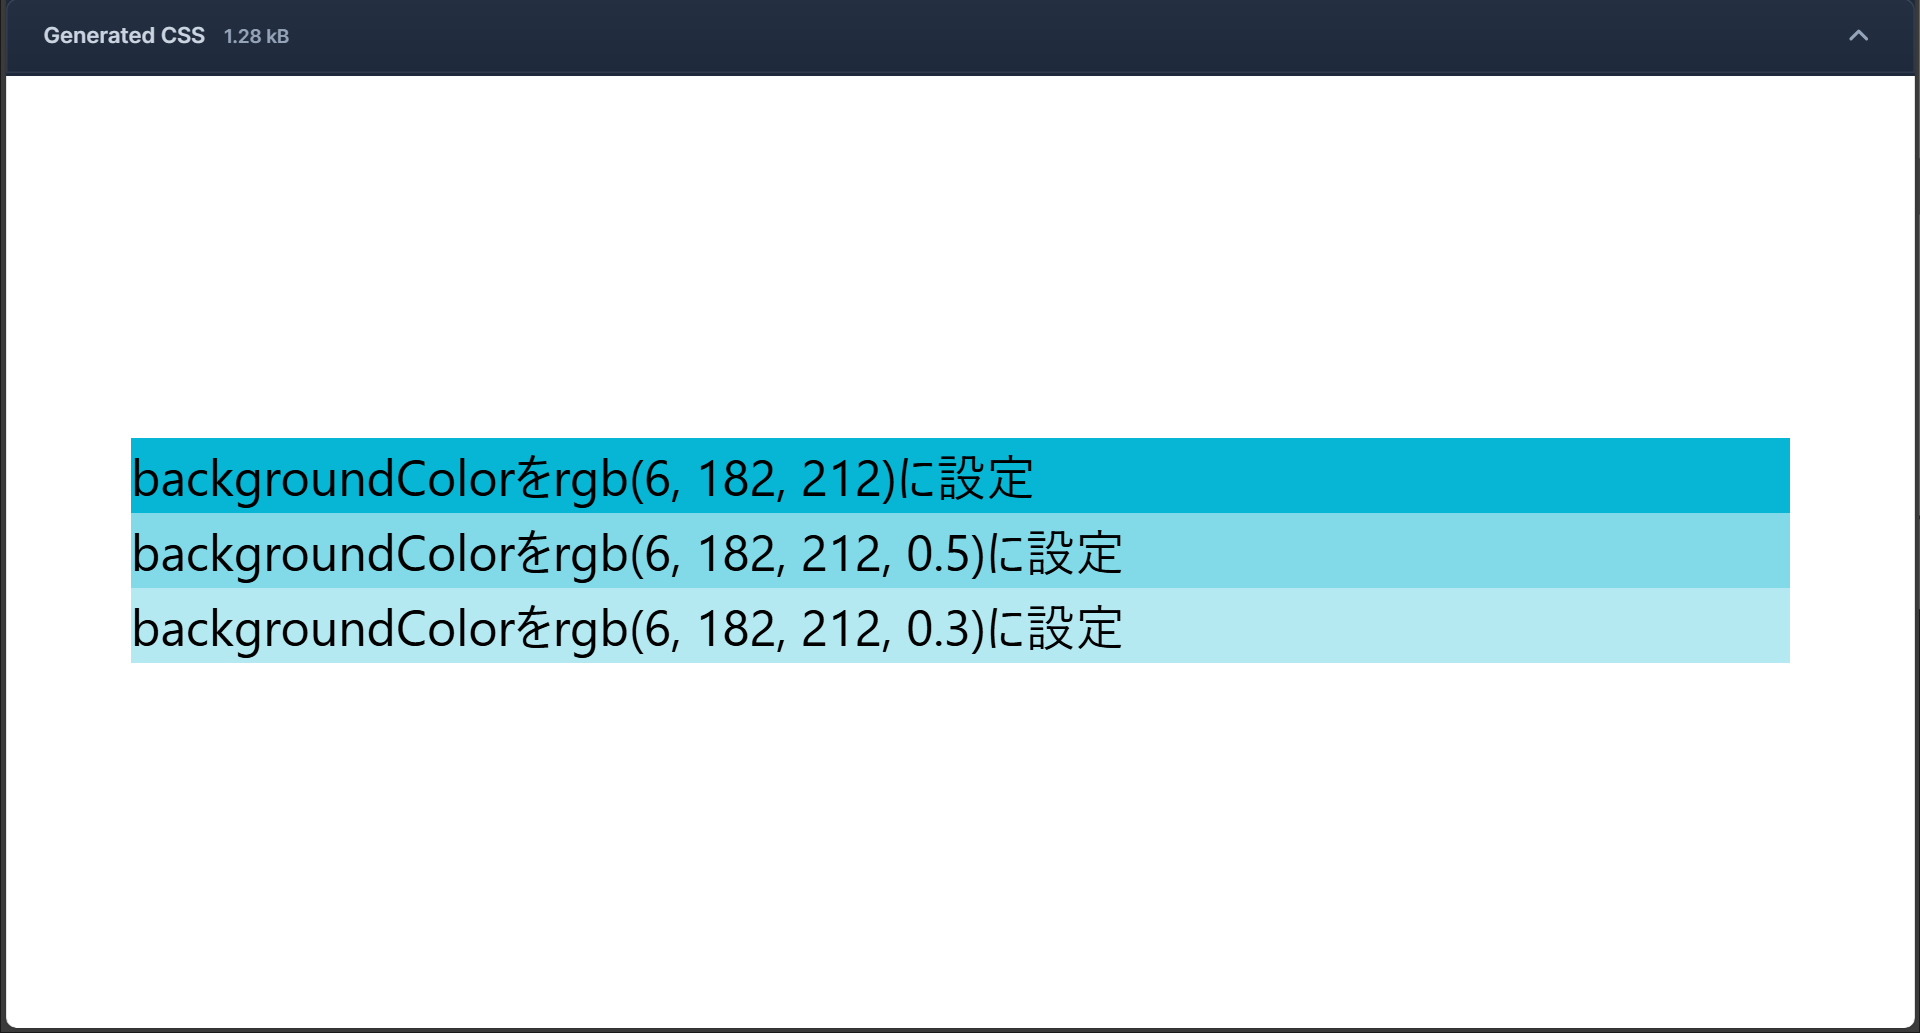 Generated CSS 1.28 kB
backgroundColorをrgb(6, 182, 212)に設定
backgroundColorをrgb(6, 182, 212, 0.5)に設定
backgroundColorをrgb(6, 182, 212, 0.3)に設定